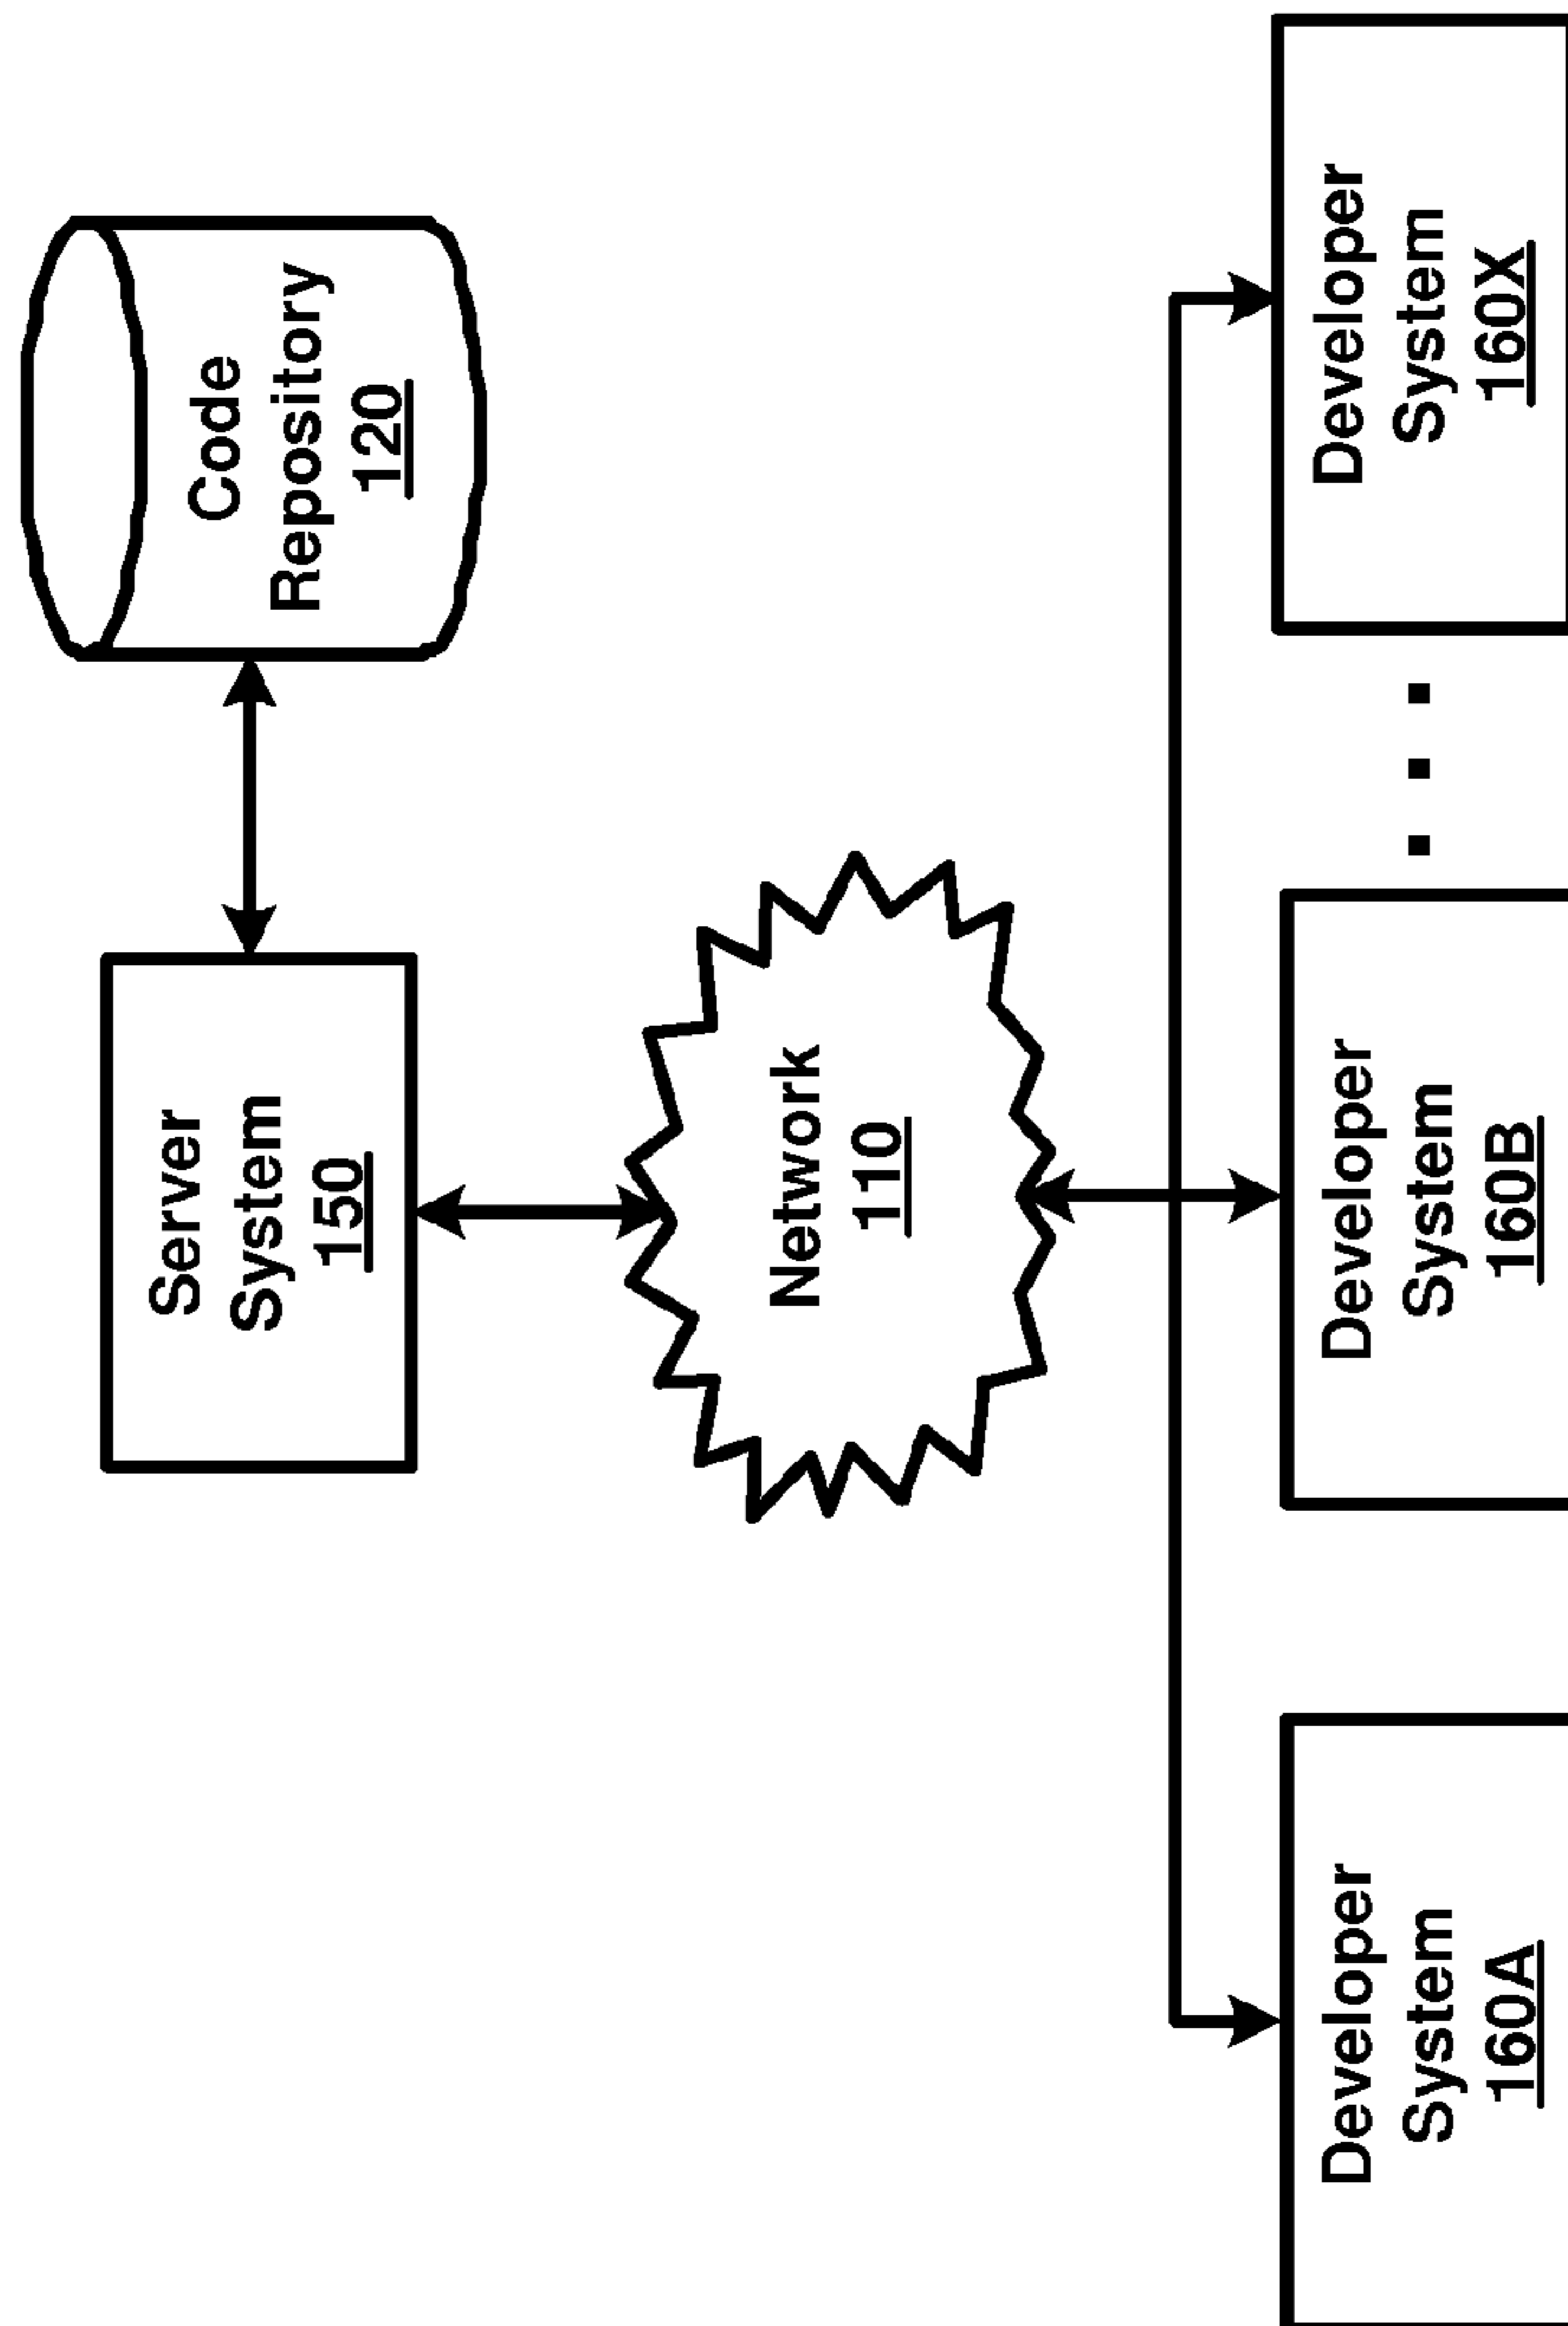 Code
Repository
120
Server
System
150
Network
110
Developer
System
160A
Developer
System
160B
Developer
System
160X